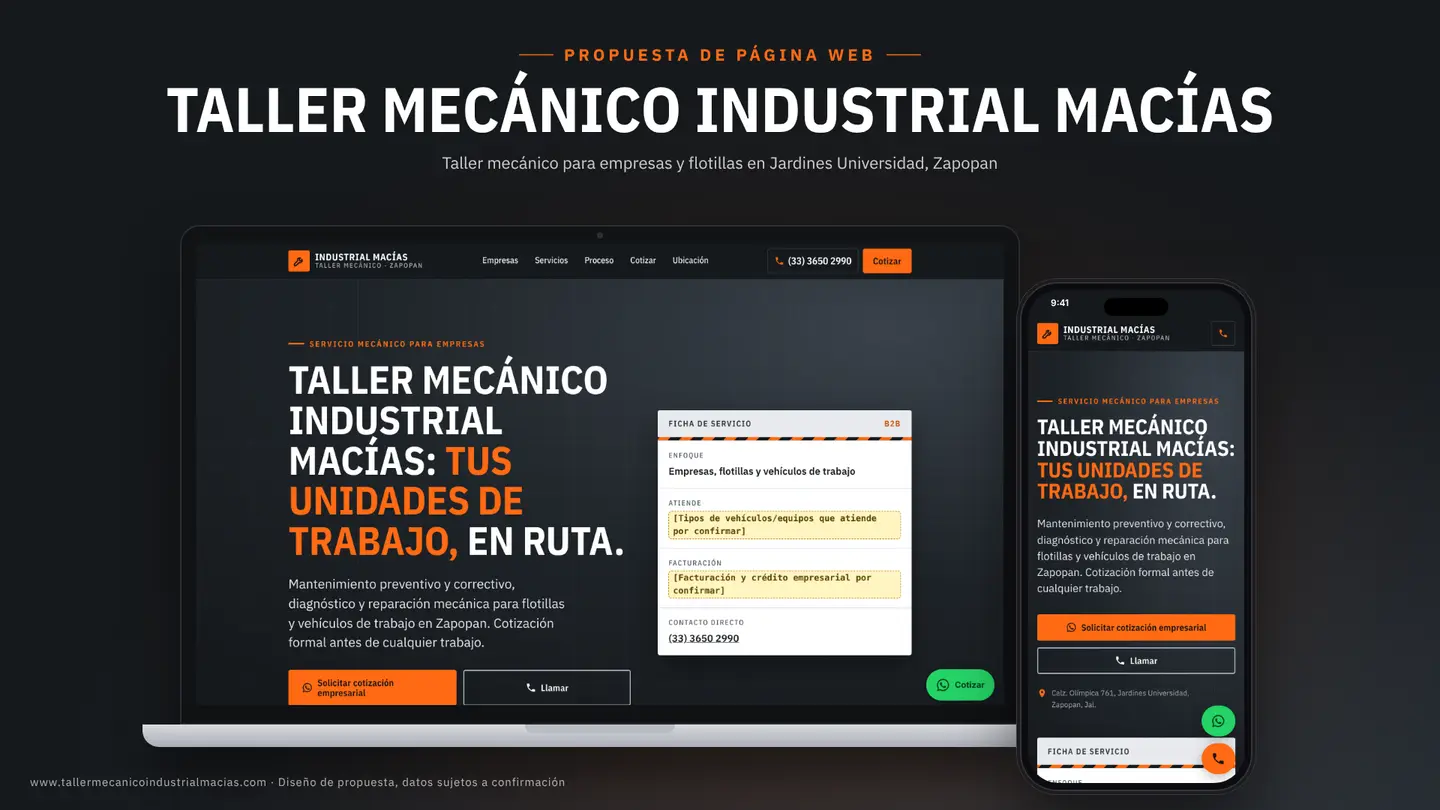 PROPUESTA DE PÁGINA WEB
TALLER MECÁNICO INDUSTRIAL MACÍAS
Taller mecánico para empresas y flotillas en Jardines Universidad, Zapopan
INDUSTRIAL MACÍAS
TALLER MECÁNICO · ZAPOPAN
Empresas
Servicios
Proceso
Cotizar
Ubicación
(33) 3650 2990
Cotizar
SERVICIO MECÁNICO PARA EMPRESAS
TALLER MECÁNICO
INDUSTRIAL
MACÍAS: TUS
UNIDADES DE
TRABAJO, EN RUTA.
Mantenimiento preventivo y correctivo,
diagnóstico y reparación mecánica para flotillas
y vehículos de trabajo en Zapopan. Cotización
formal antes de cualquier trabajo.
Solicitar cotización
empresarial
Llamar
FICHA DE SERVICIO
B2B
ENFOQUE
Empresas, flotillas y vehículos de trabajo
ATIENDE
[Tipos de vehículos/equipos que atiende
por confirmar]
FACTURACIÓN
[Facturación y crédito empresarial por
confirmar]
CONTACTO DIRECTO
(33) 3650 2990
Cotizar
9:41
INDUSTRIAL MACÍAS
TALLER MECÁNICO · ZAPOPAN
SERVICIO MECÁNICO PARA EMPRESAS
TALLER MECÁNICO
INDUSTRIAL MACÍAS:
TUS UNIDADES DE
TRABAJO, EN RUTA.
Mantenimiento preventivo y correctivo,
diagnóstico y reparación mecánica para
flotillas y vehículos de trabajo en
Zapopan. Cotización formal antes de
cualquier trabajo.
Solicitar cotización empresarial
Llamar
Calz. Olímpica 761, Jardines Universidad,
Zapopan, Jal.
FICHA DE SERVICIO
ENFOQUE
www.tallermecanicoindustrialmacias.com · Diseño de propuesta, datos sujetos a confirmación